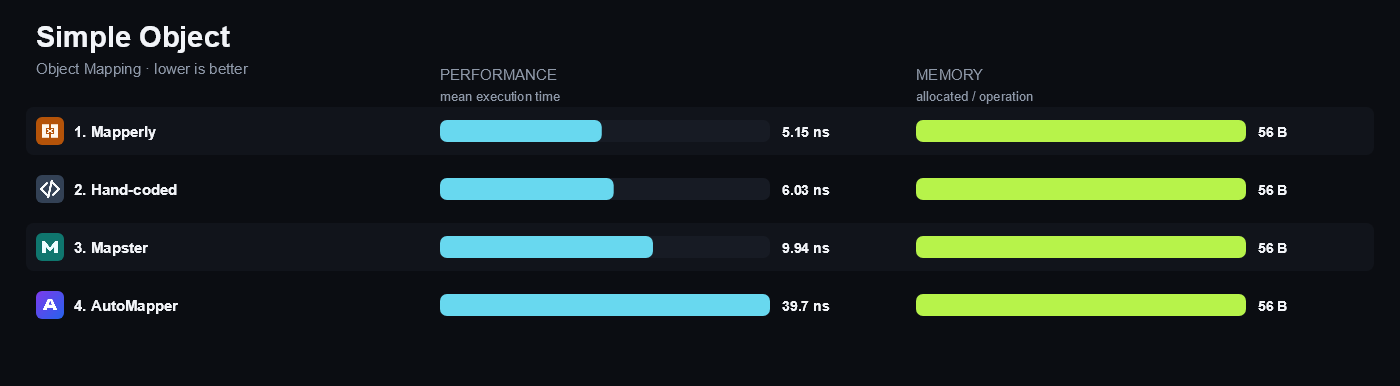 Simple Object
Object Mapping · lower is better
PERFORMANCE
mean execution time
MEMORY
allocated / operation
1. Mapperly 5.15 ns 56 B
2. Hand-coded 6.03 ns 56 B
3. Mapster 9.94 ns 56 B
4. AutoMapper 39.7 ns 56 B